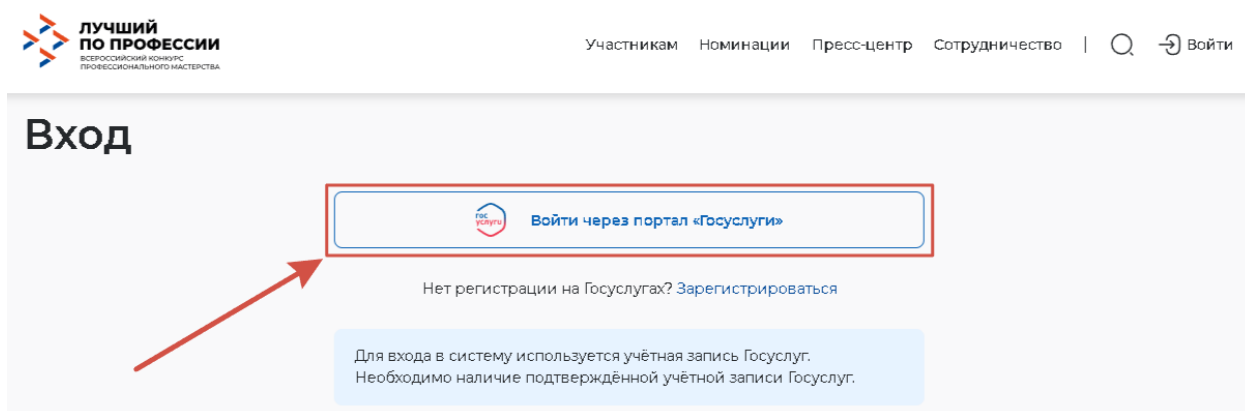 ЛУЧШИЙ
ПО ПРОФЕССИИ
ВСЕРОССИЙСКИЙ КОНКУРС
ПРОФЕССИОНАЛЬНОГО МАСТЕРСТВА
Участникам Номинации Пресс-центр Сотрудничество | Войти
Вход
гос
услуги
Войти через портал «Госуслуги»
Нет регистрации на Госуслугах? Зарегистрироваться
Для входа в систему используется учётная запись Госуслуг.
Необходимо наличие подтверждённой учётной записи Госуслуг.